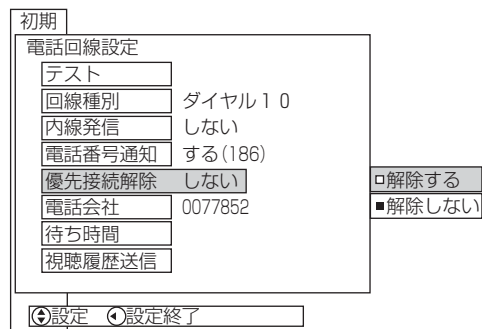 初期
電話回線設定
テスト
回線種別 ダイヤル10
内線発信 しない
電話番号通知 する(186)
優先接続解除 しない
□解除する
電話会社 0077852
■解除しない
待ち時間
視聴履歴送信
設定 設定終了